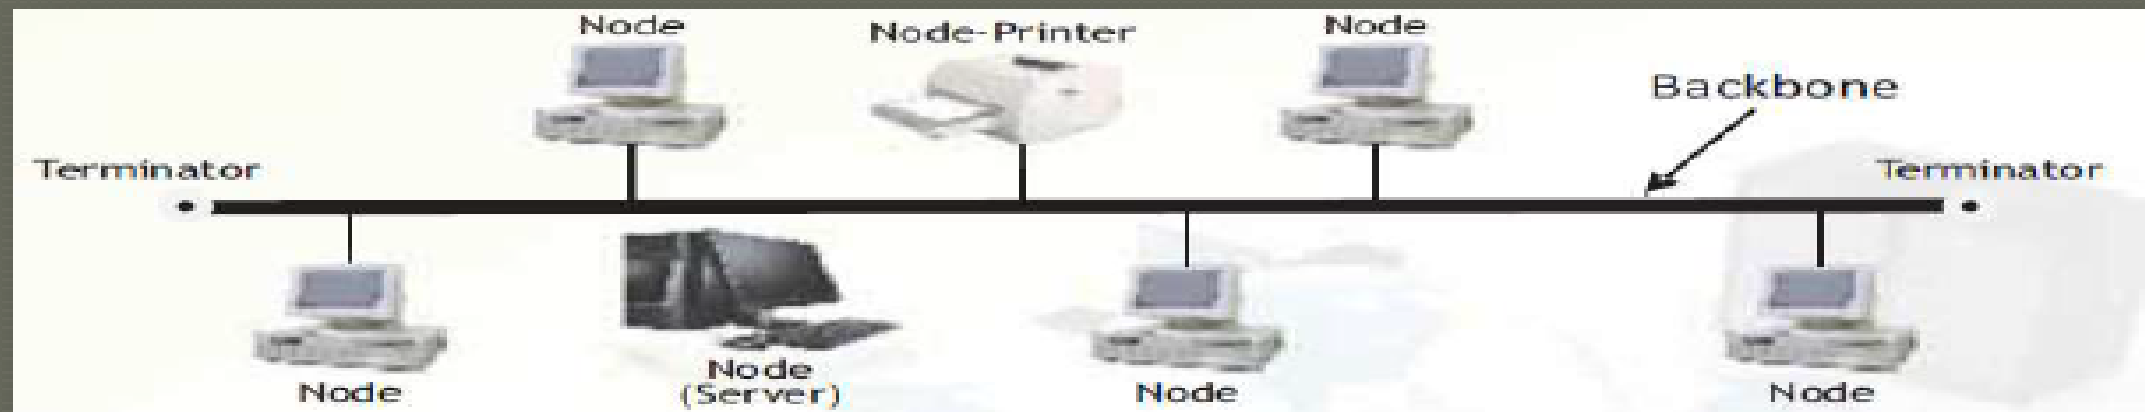 Node
Node-Printer
Node
Backbone
Terminator
Terminator
Node
Node
(Server)
Node
Node